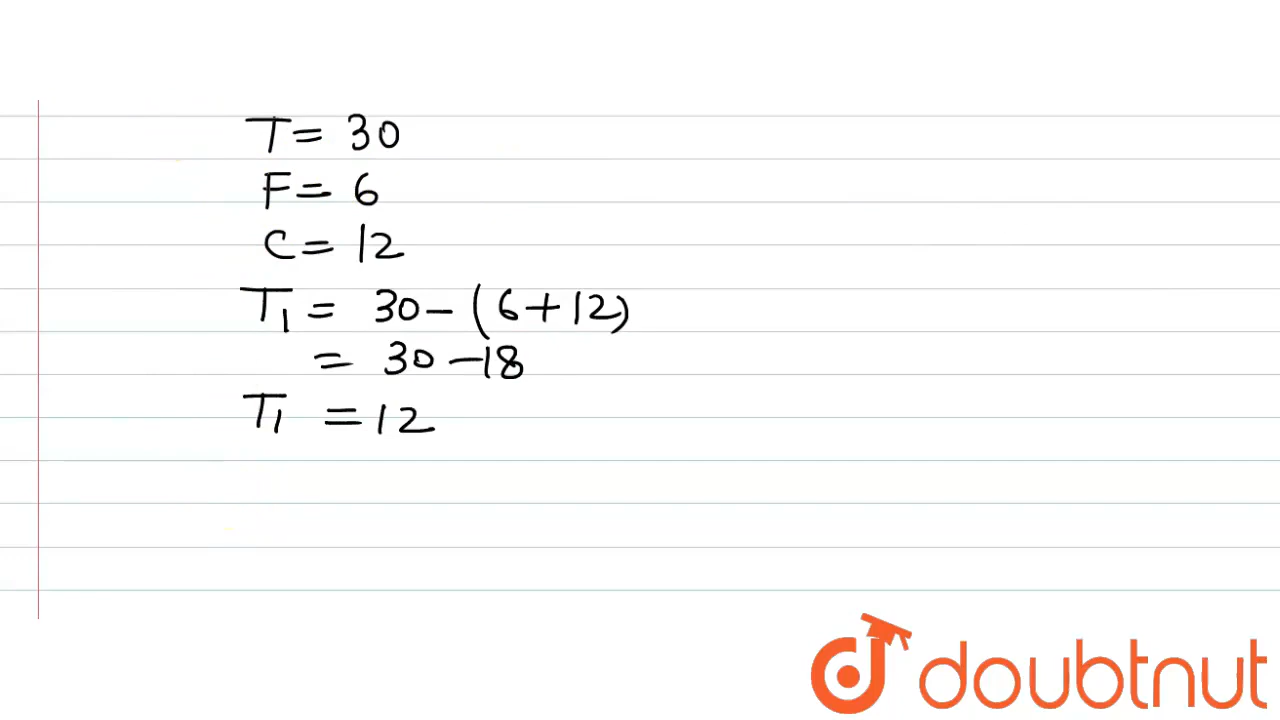 T = 30
F = 6
C = 12
T1 = 30 - (6 + 12)
= 30 - 18
T1 = 12
doubtnut